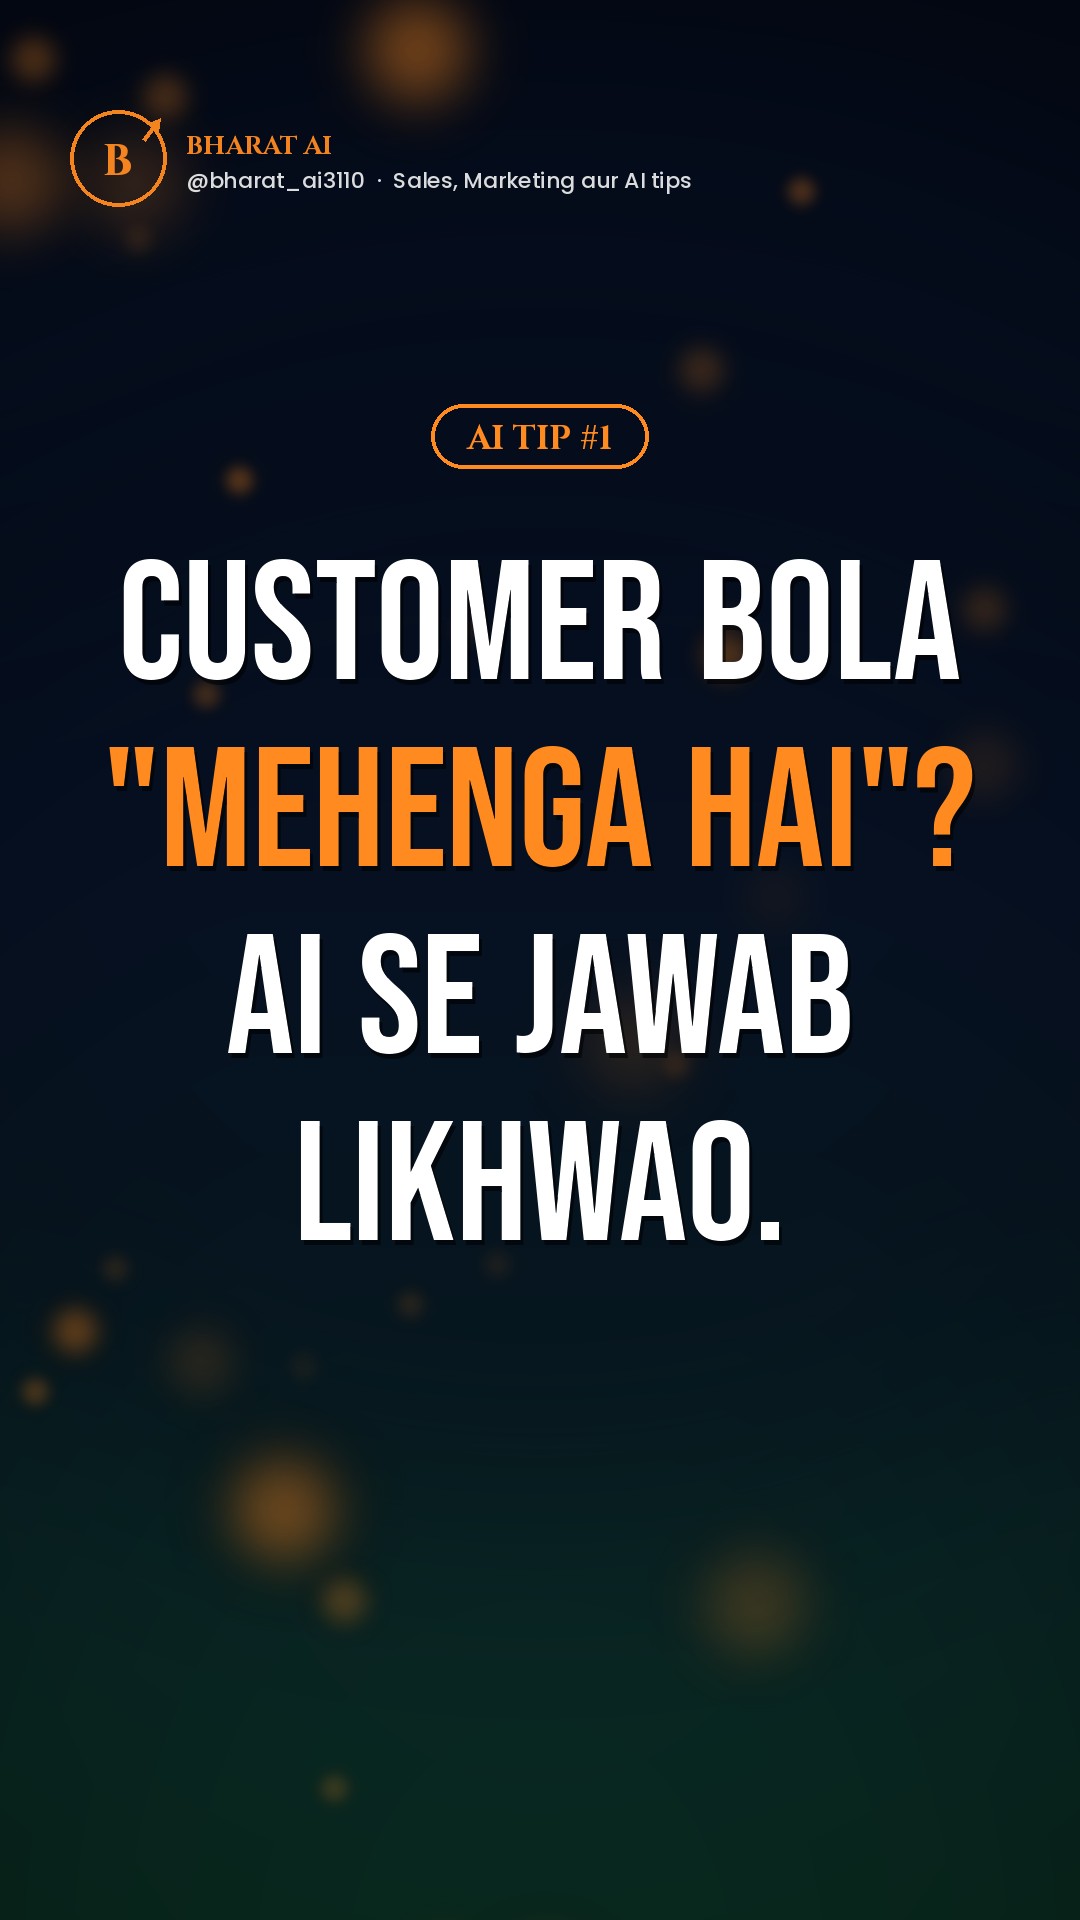 B
BHARAT AI
@bharat_ai3110 · Sales, Marketing aur AI tips
AI TIP #1
CUSTOMER BOLA
"MEHENGA HAI"?
AI SE JAWAB
LIKHWAO.